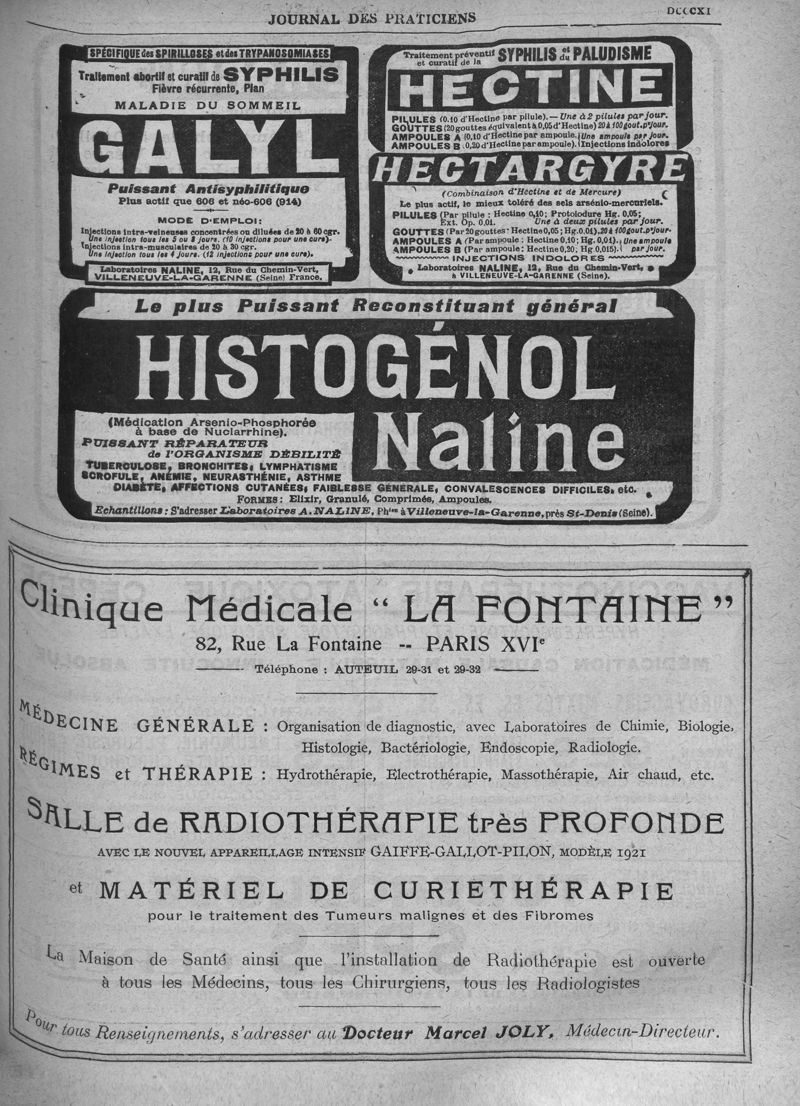 JOURNAL DES PRATICIENS
DCCCXI
SPÉCIFIQUE des SPIRILLOSES et des TRYPANOSOMIASES
Traitement abortif et curatif de SYPHILIS
Fièvre récurrente, Pian
MALADIE DU SOMMEIL
GALYL
Puissant Antisyphilitique
Plus actif que 606 et néo-606 (914)
MODE D'EMPLOI:
Injections intra-veineuses concentrées ou diluées de 20 à 60 cgr.
Une injection tous les 5 ou 8 jours. (10 injections pour une cure).
Injections intra-musculaires de 20 à 30 cgr.
Une injection tous les 4 jours. (12 injections pour une cure).
Laboratoires NALINE, 12, Rue du Chemin-Vert,
VILLENEUVE-LA-GARENNE (Seine) France.
Traitement préventif et curatif de la SYPHILIS et du PALUDISME
HECTINE
PILULES (0.10 d'Hectine par pilule).— Une à 2 pilules par jour.
GOUTTES (20 gouttes équivalent à 0,05 d'Hectine) 20 à 100 gout. p' jour.
AMPOULES A (0,10 d'Hectine par ampoule. Une ampoule par jour.
AMPOULES B (0,20 d'Hectine par ampoule). Injections indolores
HECTARGYRE
(Combinaison d'Hectine et de Mercure)
Le plus actif, le mieux toléré des sels arsénio-mercuriels.
PILULES (Par pilule : Hectine 0,10; Protoiodure Hg. 0,05;
Ext. Op. 0,01. Une à deux pilules par jour.
GOUTTES (Par 20 gouttes: Hectine 0,05; Hg. 0,01). 20 à 100 gout. p' jour.
AMPOULES A (Par ampoule : Hectine 0,10; Hg. 0,01). Une ampoule
AMPOULES B (Par ampoule : Hectine 0,20; Hg. 0,015). par jour.
INJECTIONS INDOLORES
Laboratoires NALINE, 12, Rue du Chemin-Vert,
à VILLENEUVE-LA-GARENNE (Seine).
Le plus Puissant Reconstituant général
HISTOGÉNOL
Naline
(Médication Arsenio-Phosphorée
à base de Nuclarrhine).
PUISSANT RÉPARATEUR
de l'ORGANISME DÉBILITÉ
TUBERCULOSE, BRONCHITES, LYMPHATISME
SCROFULE, ANÉMIE, NEURASTHÉNIE, ASTHME
DIABÈTE, AFFECTIONS CUTANÉES, FAIBLESSE GÉNÉRALE, CONVALESCENCES DIFFICILES, etc.
FORMES: Elixir, Granulé, Comprimés, Ampoules.
Echantillons : S'adresser Laboratoires A. NALINE, Phien à Villeneuve-la-Garenne, près St-Denis (Seine).
Clinique Médicale “ LA FONTAINE ”
82, Rue La Fontaine -- PARIS XVIe
Téléphone : AUTEUIL 29-31 et 29-32
MÉDECINE GÉNÉRALE : Organisation de diagnostic, avec Laboratoires de Chimie, Biologie,
Histologie, Bactériologie, Endoscopie, Radiologie.
RÉGIMES et THÉRAPIE : Hydrothérapie, Electrothérapie, Massothérapie, Air chaud, etc.
SALLE de RADIOTHÉRAPIE très PROFONDE
AVEC LE NOUVEL APPAREILLAGE INTENSIF GAIFFE-GALLOT-PILON, MODÈLE 1921
et MATÉRIEL DE CURIETHÉRAPIE
pour le traitement des Tumeurs malignes et des Fibromes
La Maison de Santé ainsi que l'installation de Radiothérapie est ouverte
à tous les Médecins, tous les Chirurgiens, tous les Radiologistes
Pour tous Renseignements, s'adresser au Docteur Marcel JOLY, Médecin-Directeur.